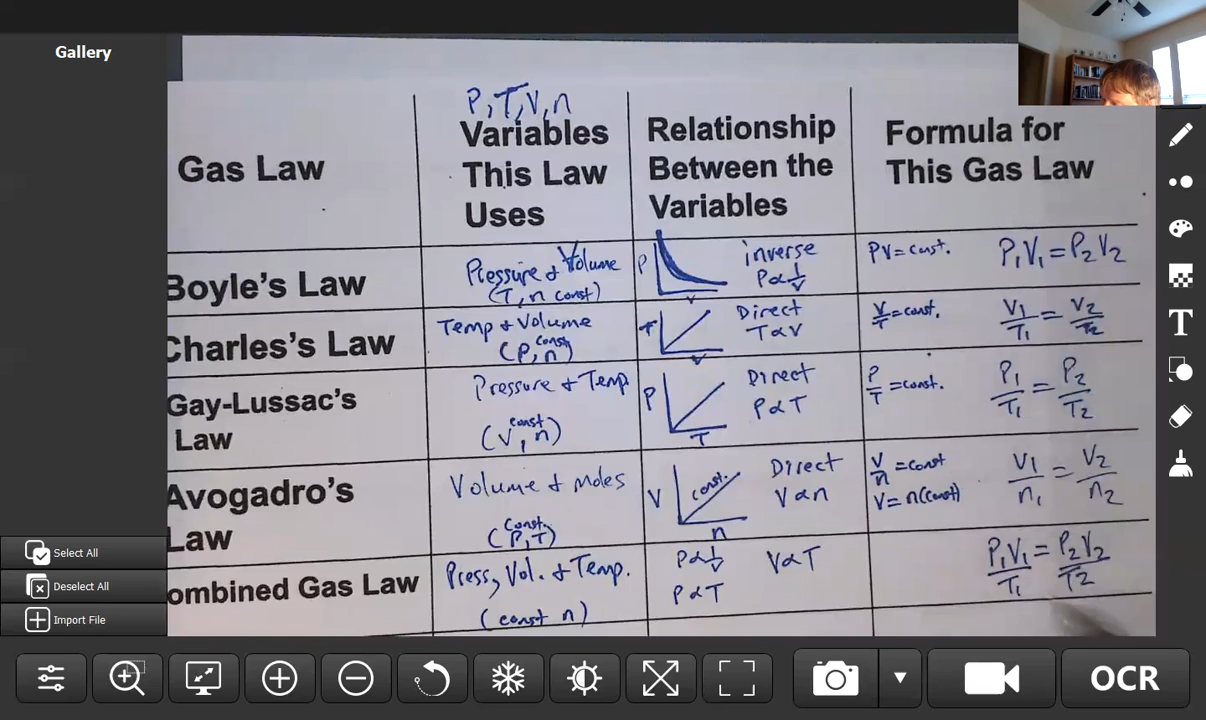 Gallery
P, T, V, n
Gas Law
Variables
This Law
Uses
Relationship
Between the
Variables
Formula for
This Gas Law
Boyle's Law
Pressure & Volume
(T, n const)
P
V
inverse
P ∝ 1/V
PV = const.
P₁V₁ = P₂V₂
Charles's Law
Temp & Volume
(P, n) const
T
V
Direct
T ∝ V
V/T = const.
V₁/T₁ = V₂/T₂
Gay-Lussac's
Law
Pressure & Temp
const
(V, n)
P
T
Direct
P ∝ T
P/T = const.
P₁/T₁ = P₂/T₂
Avogadro's
Law
Volume & moles
Const.
(P, T)
V
const.
n
Direct
V ∝ n
V/n = const
V = n(const)
V₁/n₁ = V₂/n₂
ombined Gas Law
Press, Vol. & Temp.
(const n)
P ∝ 1/V
V ∝ T
P ∝ T
P₁V₁/T₁ = P₂V₂/T2
Select All
Deselect All
Import File
OCR